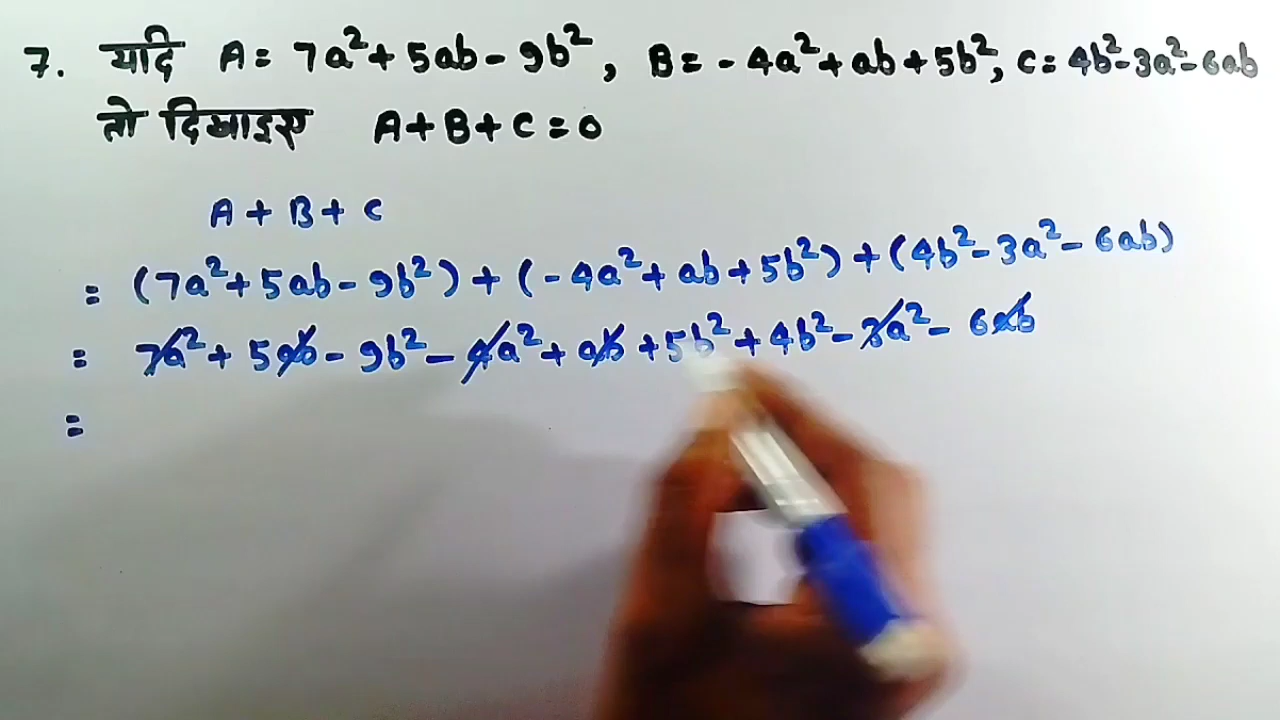 7. यदि A = 7a² + 5ab - 9b², B = - 4a² + ab + 5b², C = 4b² - 3a² - 6ab
तो दिखाइए A + B + C = 0
A + B + C
= (7a² + 5ab - 9b²) + (- 4a² + ab + 5b²) + (4b² - 3a² - 6ab)
= 7a² + 5ab - 9b² - 4a² + ab + 5b² + 4b² - 3a² - 6ab
=